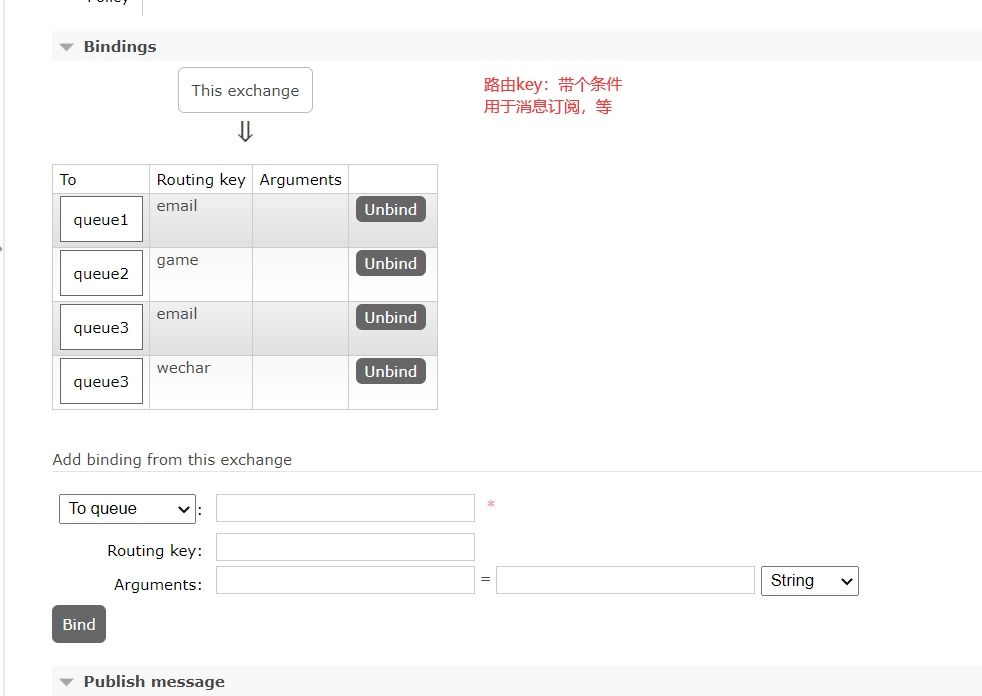 Policy
Bindings
This exchange
路由key：带个条件
用于消息订阅，等
⇓
To Routing key Arguments
queue1 email Unbind
queue2 game Unbind
queue3 email Unbind
queue3 wechar Unbind
Add binding from this exchange
To queue : *
Routing key:
Arguments: = String
Bind
Publish message